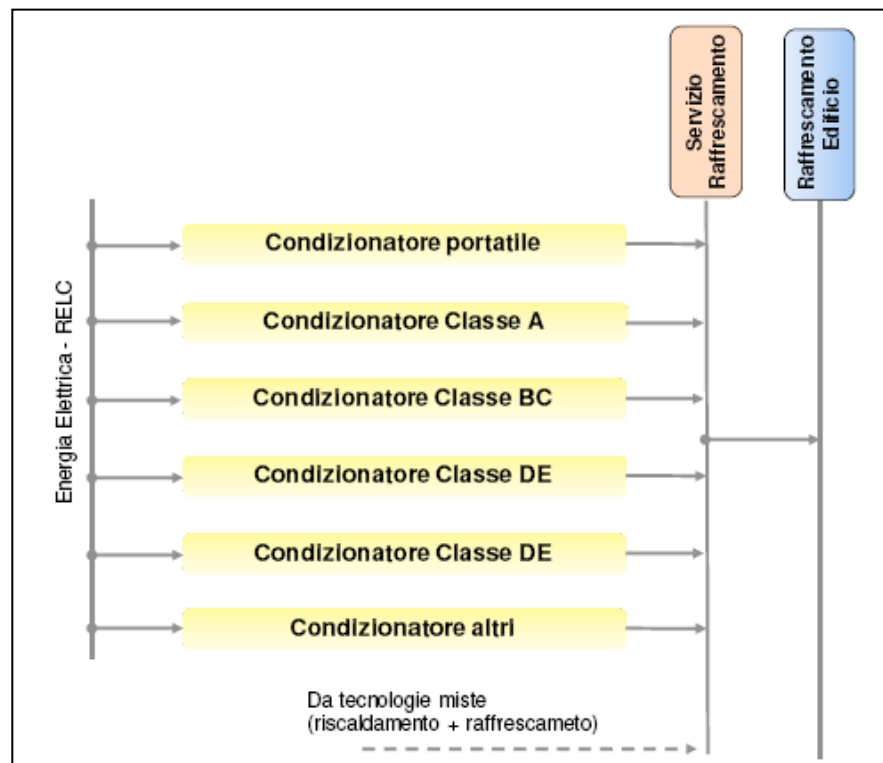 Servizio
Raffrescamento
Raffrescamento
Edificio
Energia Elettrica - RELC
Condizionatore portatile
Condizionatore Classe A
Condizionatore Classe BC
Condizionatore Classe DE
Condizionatore Classe DE
Condizionatore altri
Da tecnologie miste
(riscaldamento + raffrescameto)